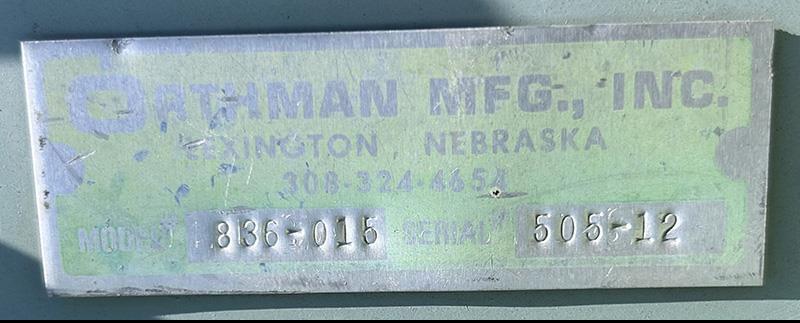 ORTHMAN MFG., INC.
LEXINGTON, NEBRASKA
308-324-4654
MODEL# 836-015 SERIAL# 505-12